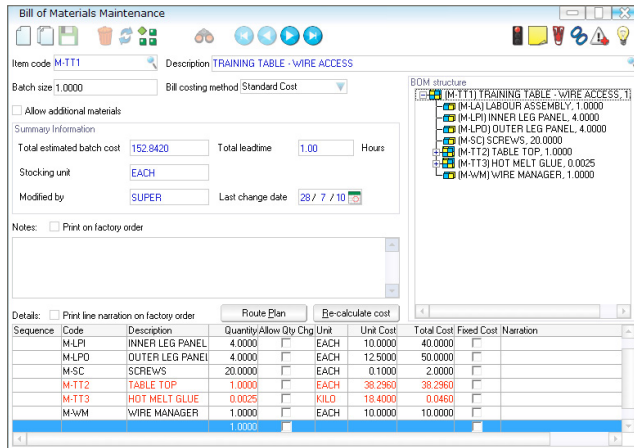 Bill of Materials Maintenance
Item code M-TT1 Description TRAINING TABLE - WIRE ACCESS
Batch size 1.0000 Bill costing method Standard Cost
Allow additional materials
Summary Information
Total estimated batch cost 152.8420 Total leadtime 1.00 Hours
Stocking unit EACH
Modified by SUPER Last change date 28/ 7 / 10
Notes: Print on factory order
BOM structure
(M-TT1) TRAINING TABLE - WIRE ACCESS, 1
(M-LA) LABOUR ASSEMBLY, 1.0000
(M-LPI) INNER LEG PANEL, 4.0000
(M-LPO) OUTER LEG PANEL, 4.0000
(M-SC) SCREWS, 20.0000
(M-TT2) TABLE TOP, 1.0000
(M-TT3) HOT MELT GLUE, 0.0025
(M-WM) WIRE MANAGER, 1.0000
Details: Print line narration on factory order Route Plan Re-calculate cost
Sequence Code Description Quantity Allow Qty Chg Unit Unit Cost Total Cost Fixed Cost Narration
M-LPI INNER LEG PANEL 4.0000 EACH 10.0000 40.0000
M-LPO OUTER LEG PANEL 4.0000 EACH 12.5000 50.0000
M-SC SCREWS 20.0000 EACH 0.1000 2.0000
M-TT2 TABLE TOP 1.0000 EACH 38.2960 38.2960
M-TT3 HOT MELT GLUE 0.0025 KILO 18.4000 0.0460
M-WM WIRE MANAGER 1.0000 EACH 10.0000 10.0000
1.0000